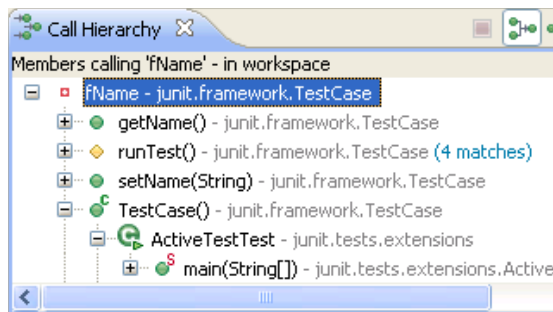 Call Hierarchy
Members calling 'fName' - in workspace
fName - junit.framework.TestCase
getName() - junit.framework.TestCase
runTest() - junit.framework.TestCase (4 matches)
setName(String) - junit.framework.TestCase
C TestCase() - junit.framework.TestCase
ActiveTestTest - junit.tests.extensions
S main(String[]) - junit.tests.extensions.Active